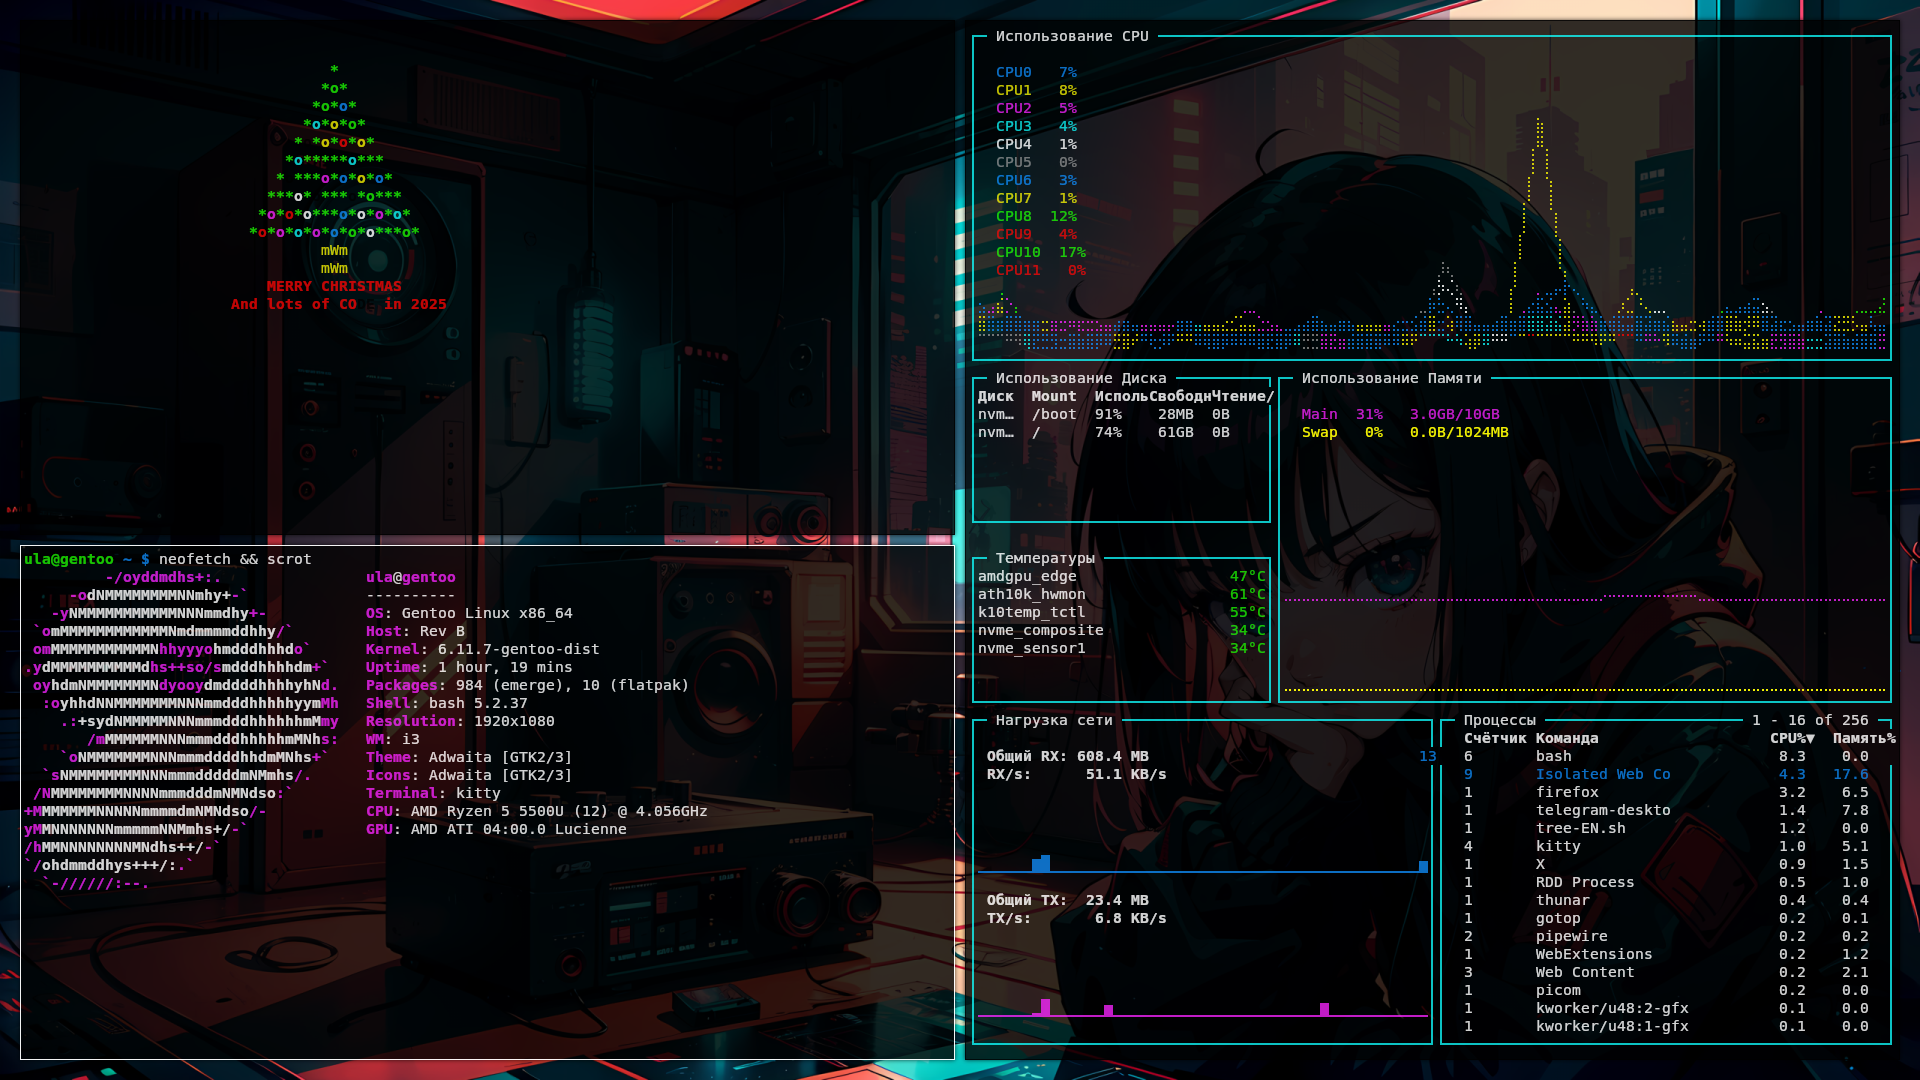 *
*o*
*o*o*
*o*o*o*
* *o*o*o*
*o*****o***
* ***o*o*o*o*
***o* *** *o***
*o*o*o***o*o*o*o*
*o*o*o*o*o*o*o***o*
mWm
mWm
MERRY CHRISTMAS
And lots of CODE in 2025
ula@gentoo ~ $ neofetch && scrot
-/oyddmdhs+:.
-odNMMMMMMMMNNmhy+-`
-yNMMMMMMMMMMMNNNmmdhy+-
`omMMMMMMMMMMMMNmdmmmmddhhy/`
omMMMMMMMMMMMNhhyyyohmdddhhhdo`
.ydMMMMMMMMMMdhs++so/smdddhhhhdm+`
oyhdmNMMMMMMMNdyooydmddddhhhhyhNd.
:oyhhdNNMMMMMMMNNNmmdddhhhhhyymMh
.:+sydNMMMMMNNNmmmdddhhhhhhmMmy
/mMMMMMMNNNmmmdddhhhhhmMNhs:
`oNMMMMMMMNNNmmmddddhhdmMNhs+`
`sNMMMMMMMMNNNmmmdddddmNMmhs/.
/NMMMMMMMMNNNNmmmdddmNMNdso:`
+MMMMMMMNNNNNmmmmdmNMNdso/-
yMMNNNNNNNmmmmmNNMmhs+/-`
/hMMNNNNNNNNMNdhs++/-`
`/ohdmmddhys+++/:.`
`-//////:--.
ula@gentoo
----------
OS: Gentoo Linux x86_64
Host: Rev B
Kernel: 6.11.7-gentoo-dist
Uptime: 1 hour, 19 mins
Packages: 984 (emerge), 10 (flatpak)
Shell: bash 5.2.37
Resolution: 1920x1080
WM: i3
Theme: Adwaita [GTK2/3]
Icons: Adwaita [GTK2/3]
Terminal: kitty
CPU: AMD Ryzen 5 5500U (12) @ 4.056GHz
GPU: AMD ATI 04:00.0 Lucienne
Использование CPU
CPU0 7%
CPU1 8%
CPU2 5%
CPU3 4%
CPU4 1%
CPU5 0%
CPU6 3%
CPU7 1%
CPU8 12%
CPU9 4%
CPU10 17%
CPU11 0%
Использование Диска
Диск Mount ИспольСвободнЧтение/
nvm… /boot 91% 28MB 0B
nvm… / 74% 61GB 0B
Использование Памяти
Main 31% 3.0GB/10GB
Swap 0% 0.0B/1024MB
Температуры
amdgpu_edge 47°C
ath10k_hwmon 61°C
k10temp_tctl 55°C
nvme_composite 34°C
nvme_sensor1 34°C
Нагрузка сети
Общий RX: 608.4 MB
RX/s: 51.1 KB/s
13
Общий TX: 23.4 MB
TX/s: 6.8 KB/s
Процессы 1 - 16 of 256
Счётчик Команда CPU%▼ Память%
6 bash 8.3 0.0
9 Isolated Web Co 4.3 17.6
1 firefox 3.2 6.5
1 telegram-deskto 1.4 7.8
1 tree-EN.sh 1.2 0.0
4 kitty 1.0 5.1
1 X 0.9 1.5
1 RDD Process 0.5 1.0
1 thunar 0.4 0.4
1 gotop 0.2 0.1
2 pipewire 0.2 0.2
1 WebExtensions 0.2 1.2
3 Web Content 0.2 2.1
1 picom 0.2 0.0
1 kworker/u48:2-gfx 0.1 0.0
1 kworker/u48:1-gfx 0.1 0.0